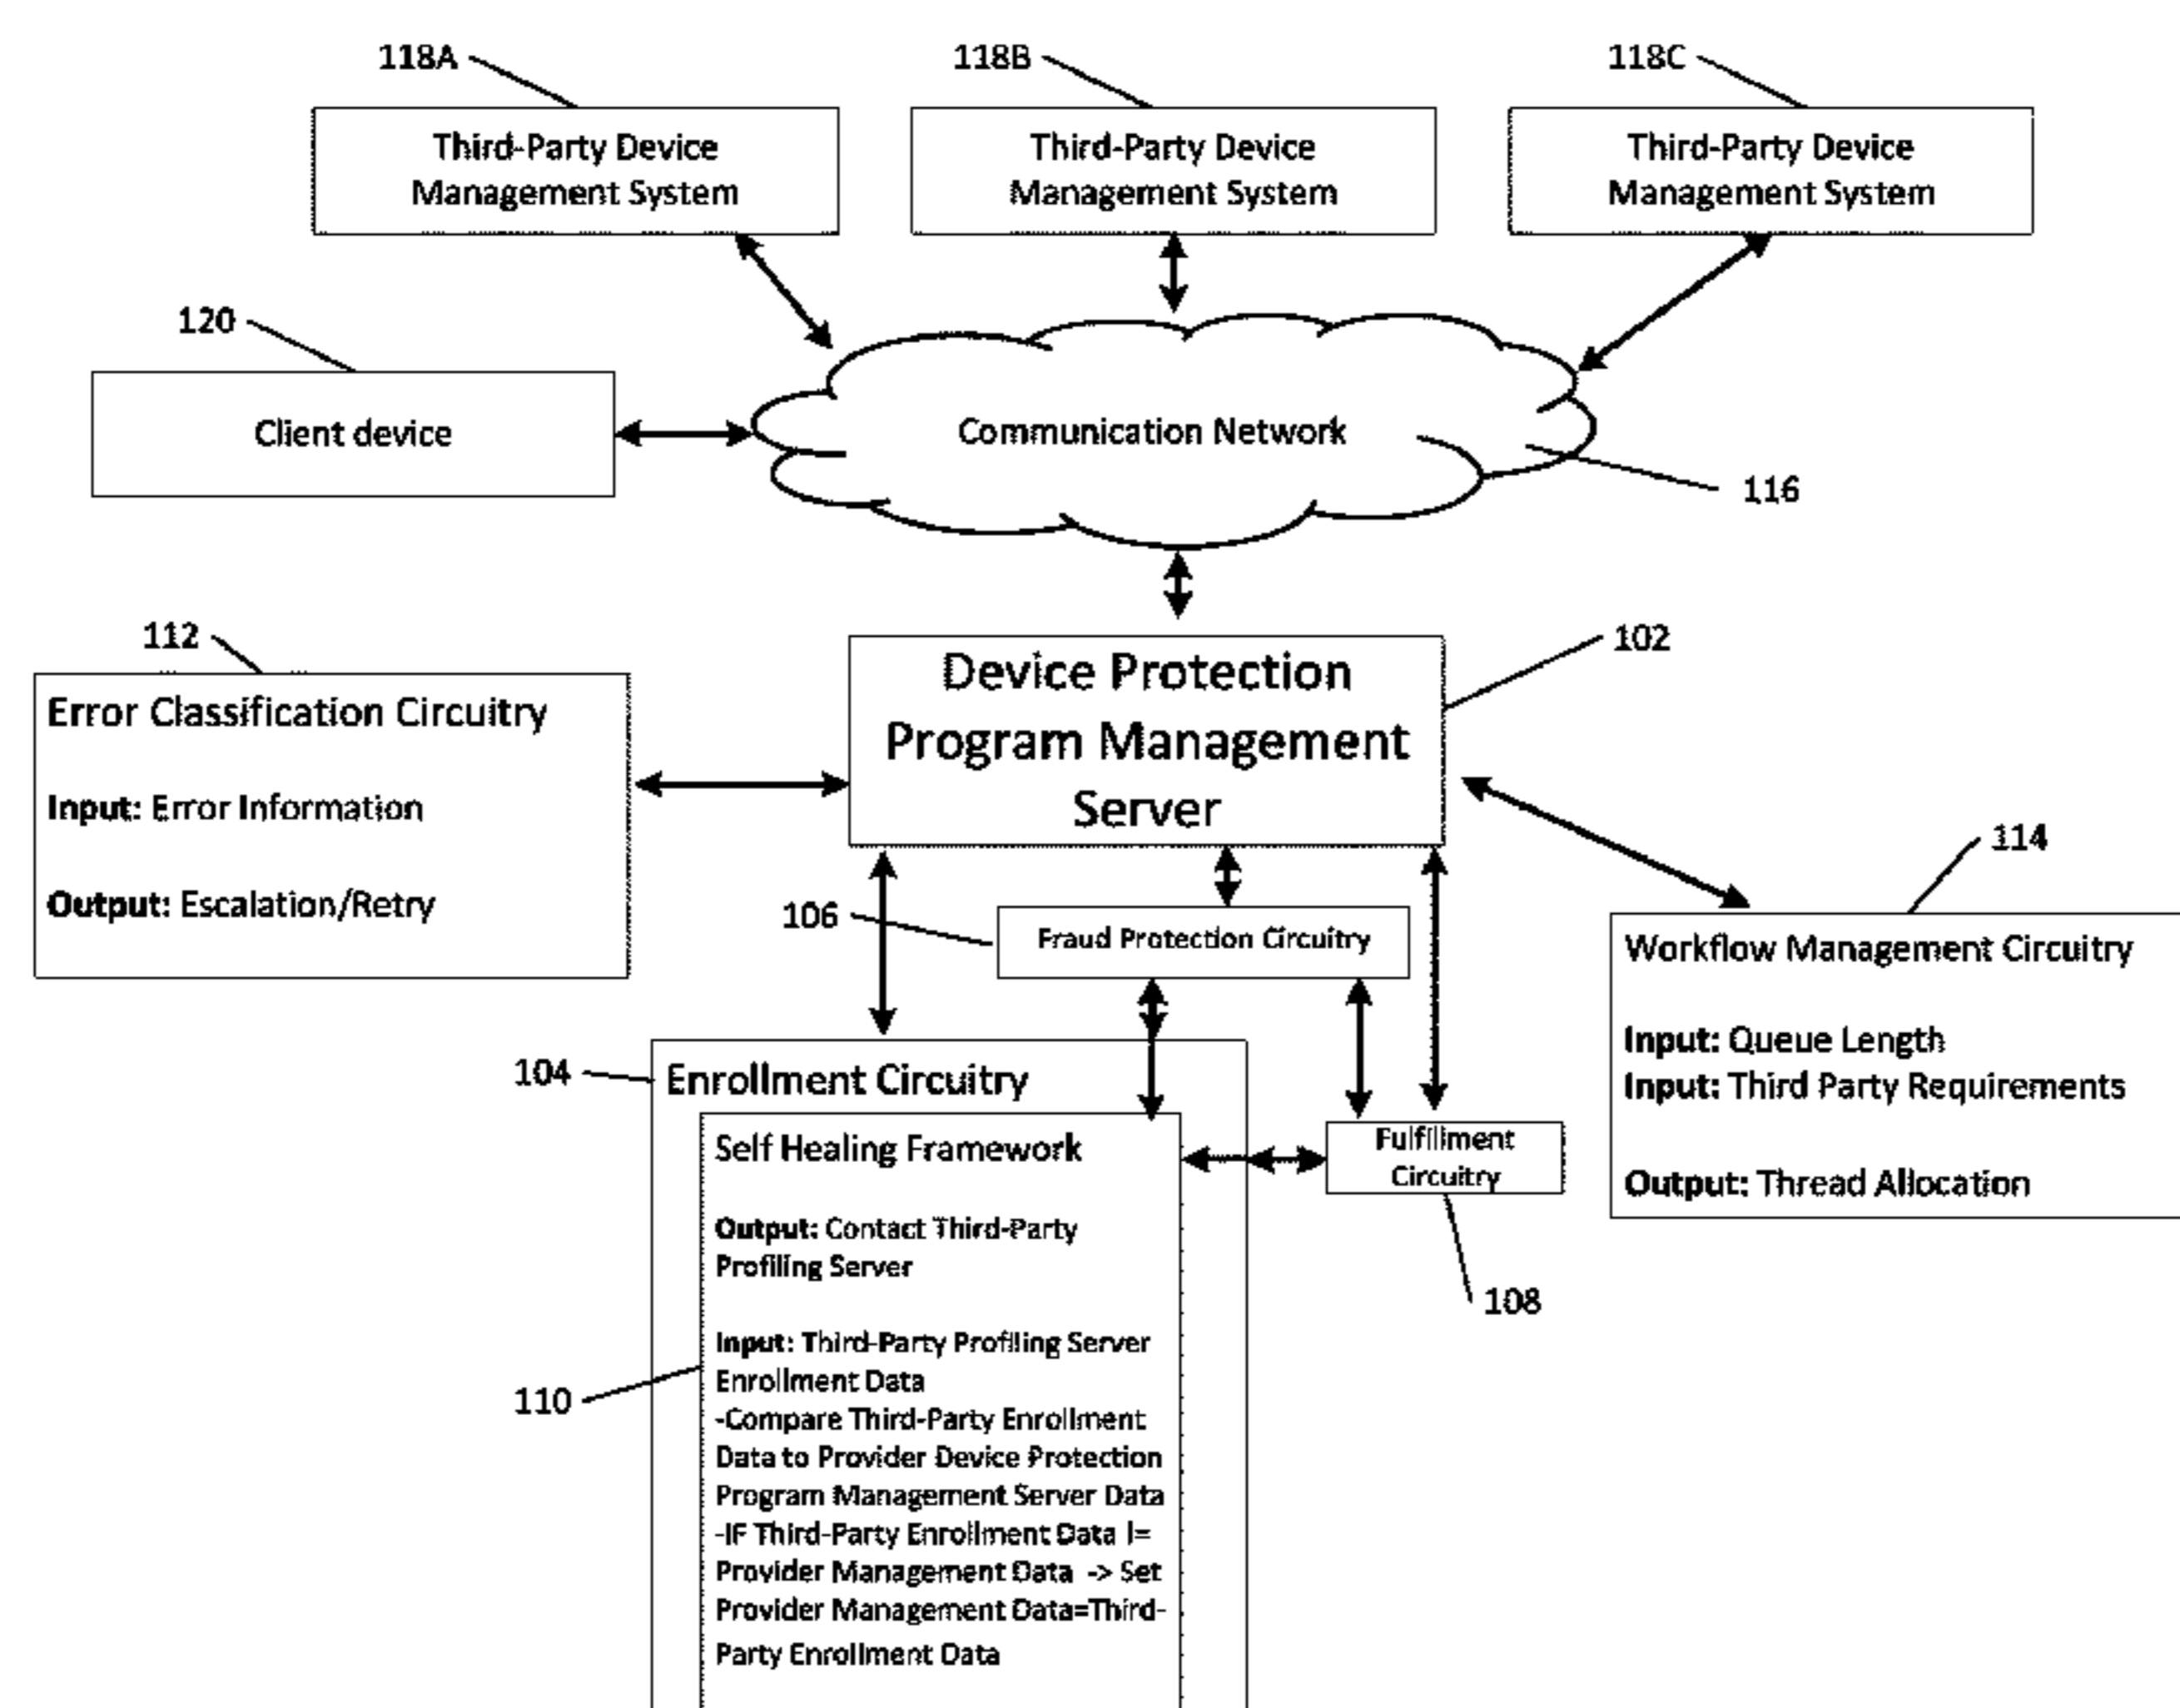 118A
118B
118C
Third-Party Device
Management System
Third-Party Device
Management System
Third-Party Device
Management System
120
Client device
Communication Network
116
112
102
Device Protection
Program Management
Server
Error Classification Circuitry
Input: Error Information
Output: Escalation/Retry
114
106
Fraud Protection Circuitry
Workflow Management Circuitry
Input: Queue Length
Input: Third Party Requirements
Output: Thread Allocation
104
Enrollment Circuitry
Self Healing Framework
Output: Contact Third-Party
Profiling Server
Input: Third-Party Profiling Server
Enrollment Data
-Compare Third-Party Enrollment
Data to Provider Device Protection
Program Management Server Data
-IF Third-Party Enrollment Data !=
Provider Management Data -> Set
Provider Management Data=Third-
Party Enrollment Data
110
Fulfillment
Circuitry
108